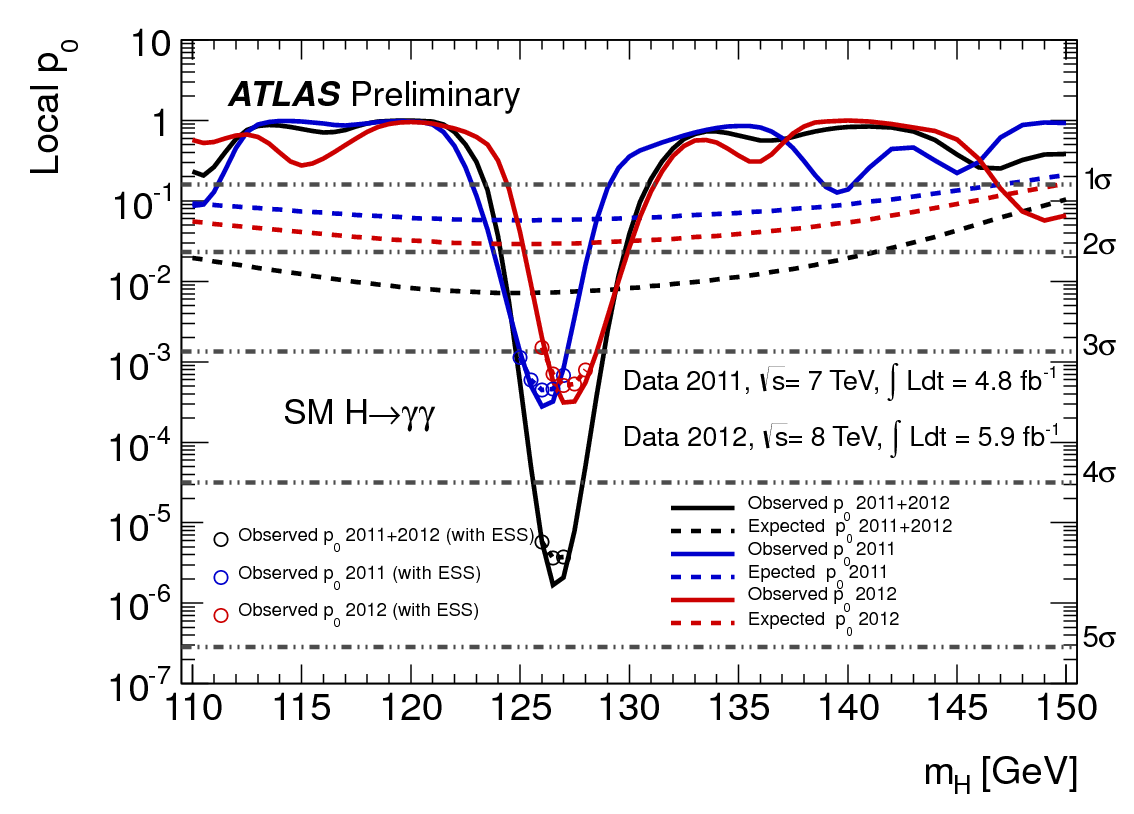 Local p0
10
1
10-1
10-2
10-3
10-4
10-5
10-6
10-7
ATLAS Preliminary
1σ
2σ
3σ
4σ
5σ
Data 2011, √s= 7 TeV, ∫ Ldt = 4.8 fb-1
SM H→γγ
Data 2012, √s= 8 TeV, ∫ Ldt = 5.9 fb-1
Observed p0 2011+2012 (with ESS)
Observed p0 2011 (with ESS)
Observed p0 2012 (with ESS)
Observed p0 2011+2012
Expected p0 2011+2012
Observed p0 2011
Epected p0 2011
Observed p0 2012
Expected p0 2012
110 115 120 125 130 135 140 145 150
mH [GeV]